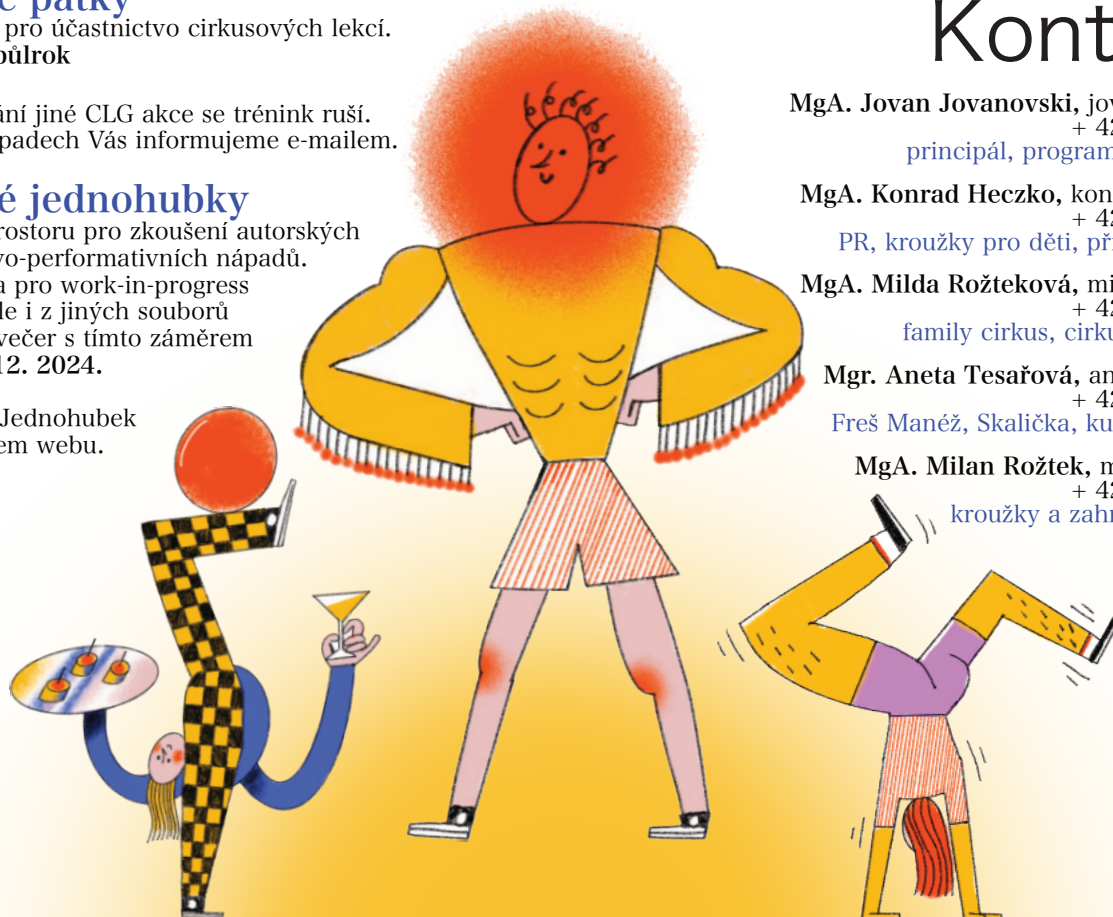 pátky
pro účastnictvo cirkusových lekcí.
půlrok
ání jiné CLG akce se trénink ruší.
padech Vás informujeme e-mailem.
é jednohubky
rostoru pro zkoušení autorských
vo-performativních nápadů.
a pro work-in-progress
le i z jiných souborů
večer s tímto záměrem
12. 2024.
Jednohubek
em webu.
Kont
MgA. Jovan Jovanovski, jov
+ 42
principál, program
MgA. Konrad Heczko, kon
+ 42
PR, kroužky pro děti, při
MgA. Milda Rožteková, mi
+ 42
family cirkus, cirku
Mgr. Aneta Tesařová, an
+ 42
Freš Manéž, Skalička, ku
MgA. Milan Rožtek, m
+ 42
kroužky a zahr